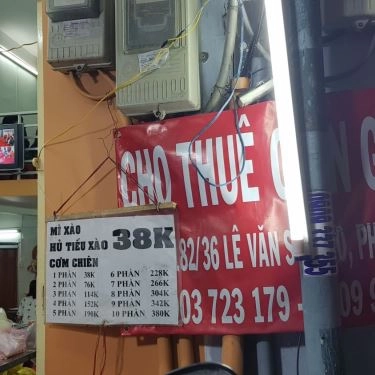 CHO THUÊ
82/36 LÊ VĂN S
03 723 179 -
09 9
MÌ XÀO
HỦ TIẾU XÀO 38K
CƠM CHIÊN
1 PHẦN 38K 6 PHẦN 228K
2 PHẦN 76K 7 PHẦN 266K
3 PHẦN 114K 8 PHẦN 304K
4 PHẦN 152K 9 PHẦN 342K
5 PHẦN 190K 10 PHẦN 380K